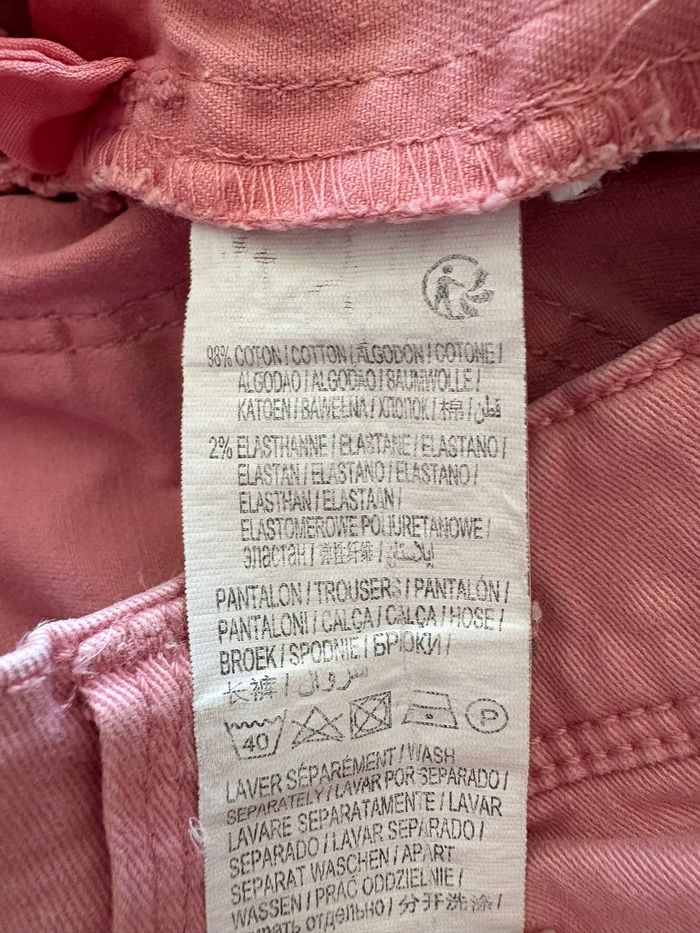 98% COTON / COTTON / ALGODON / COTONE /
ALGODAO / ALGODÃO / BAUMWOLLE /
KATOEN / BAWEŁNA / ХЛОПОК / 棉 / قطن
2% ELASTHANNE / ELASTANE / ELASTANO /
ELASTAN / ELASTANO / ELASTANO /
ELASTHAN / ELASTAAN /
ELASTOMEROWE POLIURETANOWE /
эластан / 弹性纤维 / إيلاستان
PANTALON / TROUSERS / PANTALÓN /
PANTALONI / CALÇA / CALÇA / HOSE /
BROEK / SPODNIE / БРЮКИ /
长裤 / سروال
40 P
LAVER SÉPARÉMENT / WASH
SEPARATELY / LAVAR POR SEPARADO /
LAVARE SEPARATAMENTE / LAVAR
SEPARADO / LAVAR SEPARADO /
SEPARAT WASCHEN / APART
WASSEN / PRAĆ ODDZIELNIE /
отдельно / 分开洗涤 /